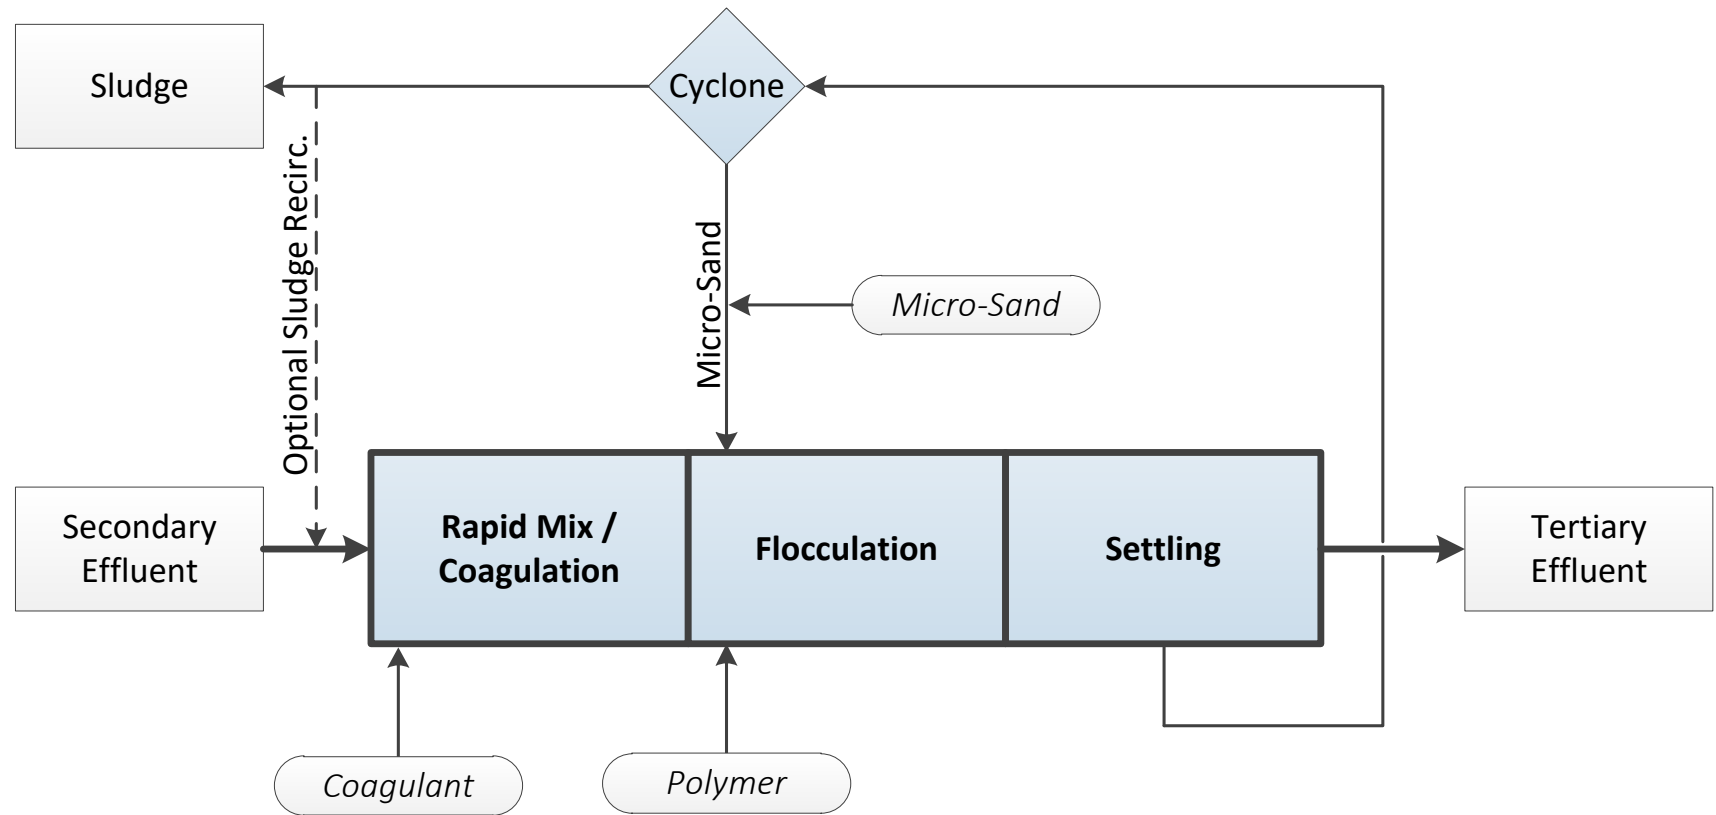 Sludge
Cyclone
Optional Sludge Recirc.
Micro-Sand
Micro-Sand
Secondary
Effluent
Rapid Mix /
Coagulation
Flocculation
Settling
Tertiary
Effluent
Coagulant
Polymer